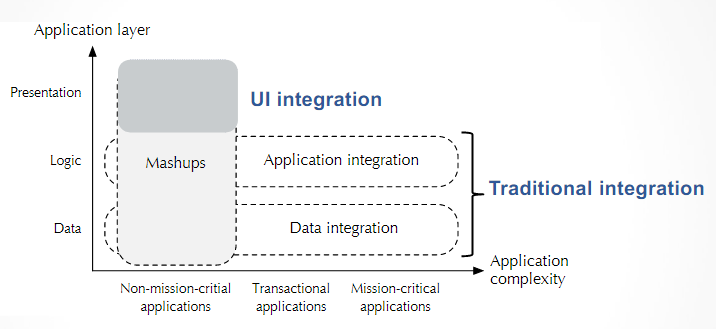 Application layer
Presentation
UI integration
Logic
Mashups
Application integration
Traditional integration
Data
Data integration
Application
complexity
Non-mission-critial
applications
Transactional
applications
Mission-critical
applications